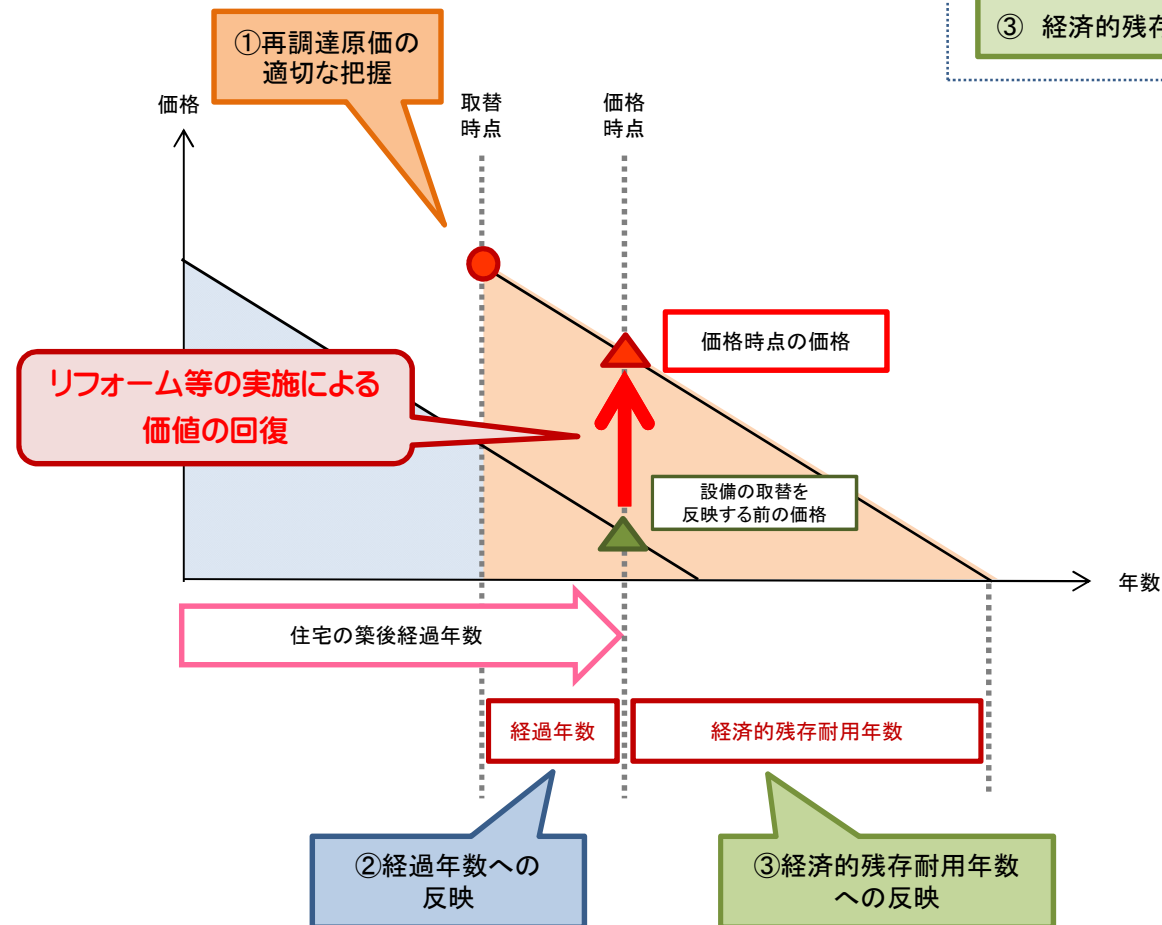 ③ 経済的残存
①再調達原価の
適切な把握
価格
取替
時点
価格
時点
価格時点の価格
リフォーム等の実施による
価値の回復
設備の取替を
反映する前の価格
年数
住宅の築後経過年数
経過年数
経済的残存耐用年数
②経過年数への
反映
③経済的残存耐用年数
への反映